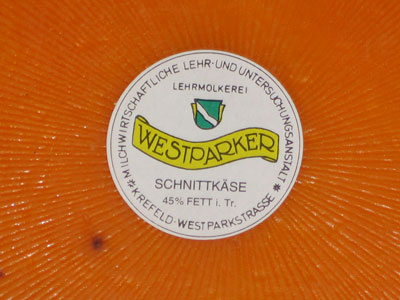 MILCHWIRTSCHAFTLICHE LEHR-UND UNTERSUCHUNGSANSTALT
LEHRMOLKEREI
WESTPARKER
SCHNITTKÄSE
45% FETT i. Tr.
* KREFELD-WESTPARKSTRASSE *